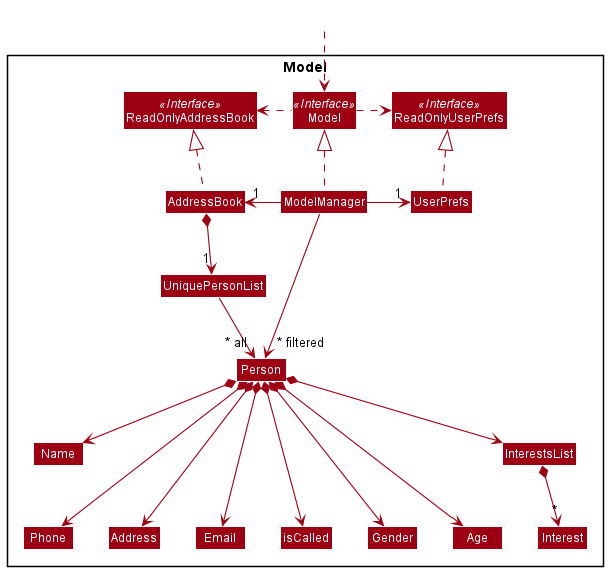 Model
«Interface»
ReadOnlyAddressBook
«Interface»
Model
«Interface»
ReadOnlyUserPrefs
AddressBook
1
ModelManager
1
UserPrefs
1
UniquePersonList
* all
* filtered
Person
Name
InterestsList
*
Phone
Address
Email
isCalled
Gender
Age
Interest